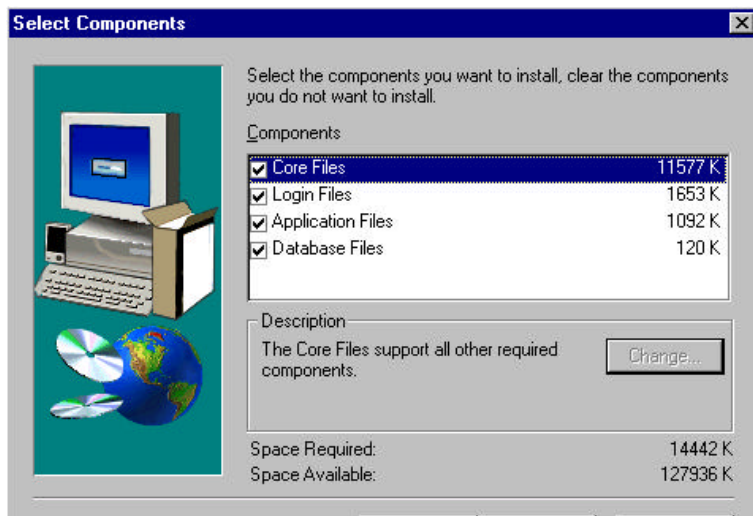 Select Components
Select the components you want to install, clear the components
you do not want to install.
Components
Core Files 11577 K
Login Files 1653 K
Application Files 1092 K
Database Files 120 K
Description
The Core Files support all other required
components.
Change...
Space Required: 14442 K
Space Available: 127936 K